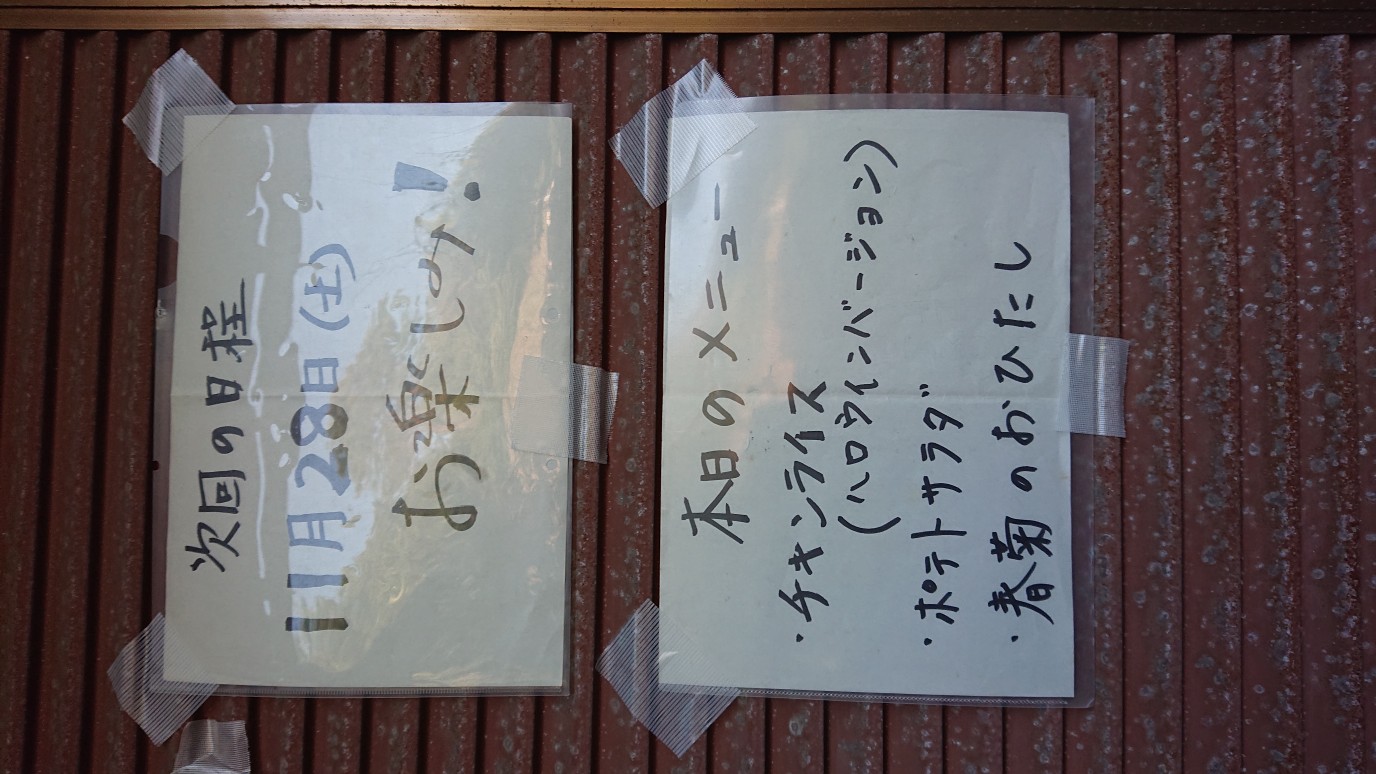 次回の日程
11月28日(土)
お楽しみ!
本日のメニュー
・チキンライス
(ハロウィンバージョン)
・ポテトサラダ
・春菊のおひたし